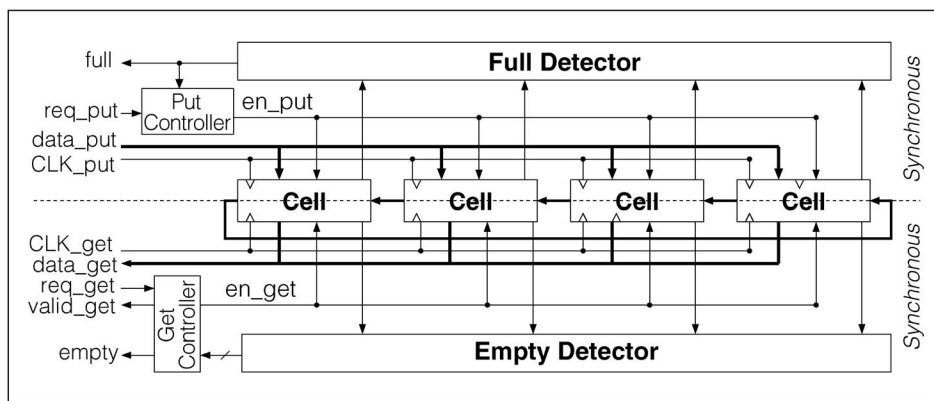 full
Full Detector
Synchronous
req_put
Put
Controller
en_put
data_put
CLK_put
Cell
Cell
Cell
Cell
CLK_get
data_get
req_get
valid_get
en_get
Get
Controller
empty
Empty Detector
Synchronous